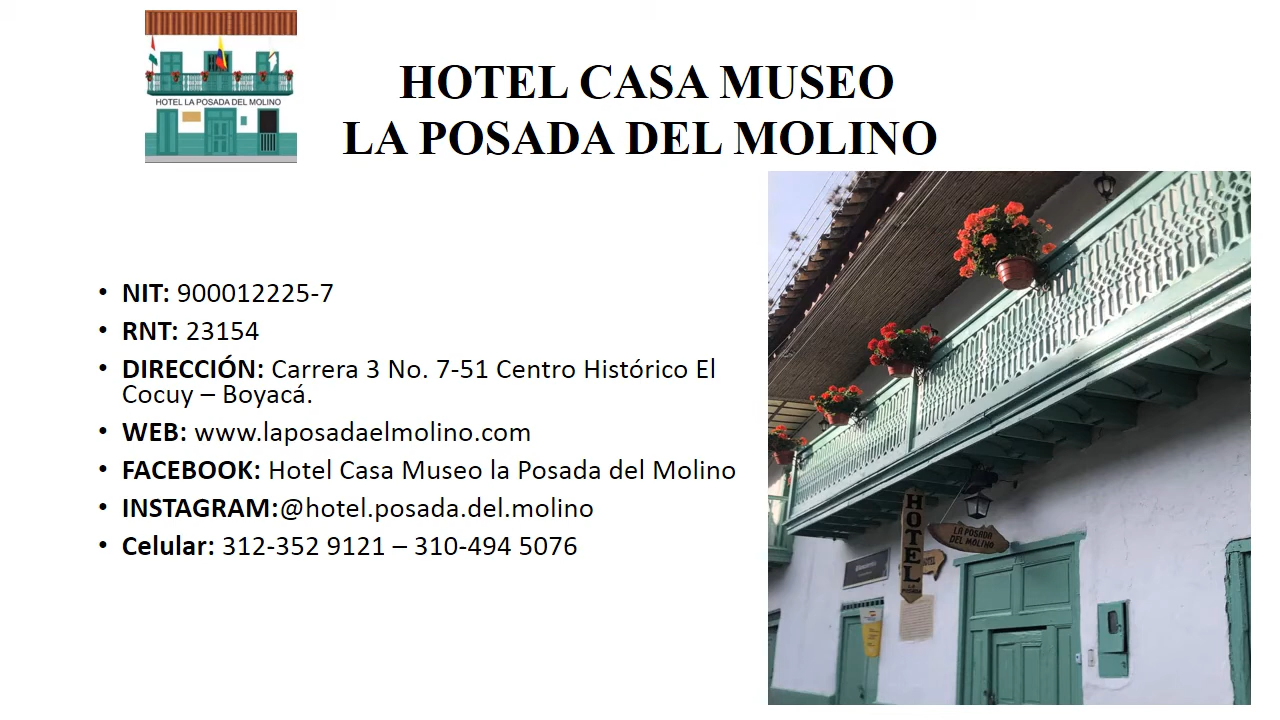 HOTEL LA POSADA DEL MOLINO
HOTEL CASA MUSEO
LA POSADA DEL MOLINO
• NIT: 900012225-7
• RNT: 23154
• DIRECCIÓN: Carrera 3 No. 7-51 Centro Histórico El
Cocuy – Boyacá.
• WEB: www.laposadaelmolino.com
• FACEBOOK: Hotel Casa Museo la Posada del Molino
• INSTAGRAM:@hotel.posada.del.molino
• Celular: 312-352 9121 – 310-494 5076
HOTEL
LA
POSADA
LA POSADA
DEL MOLINO